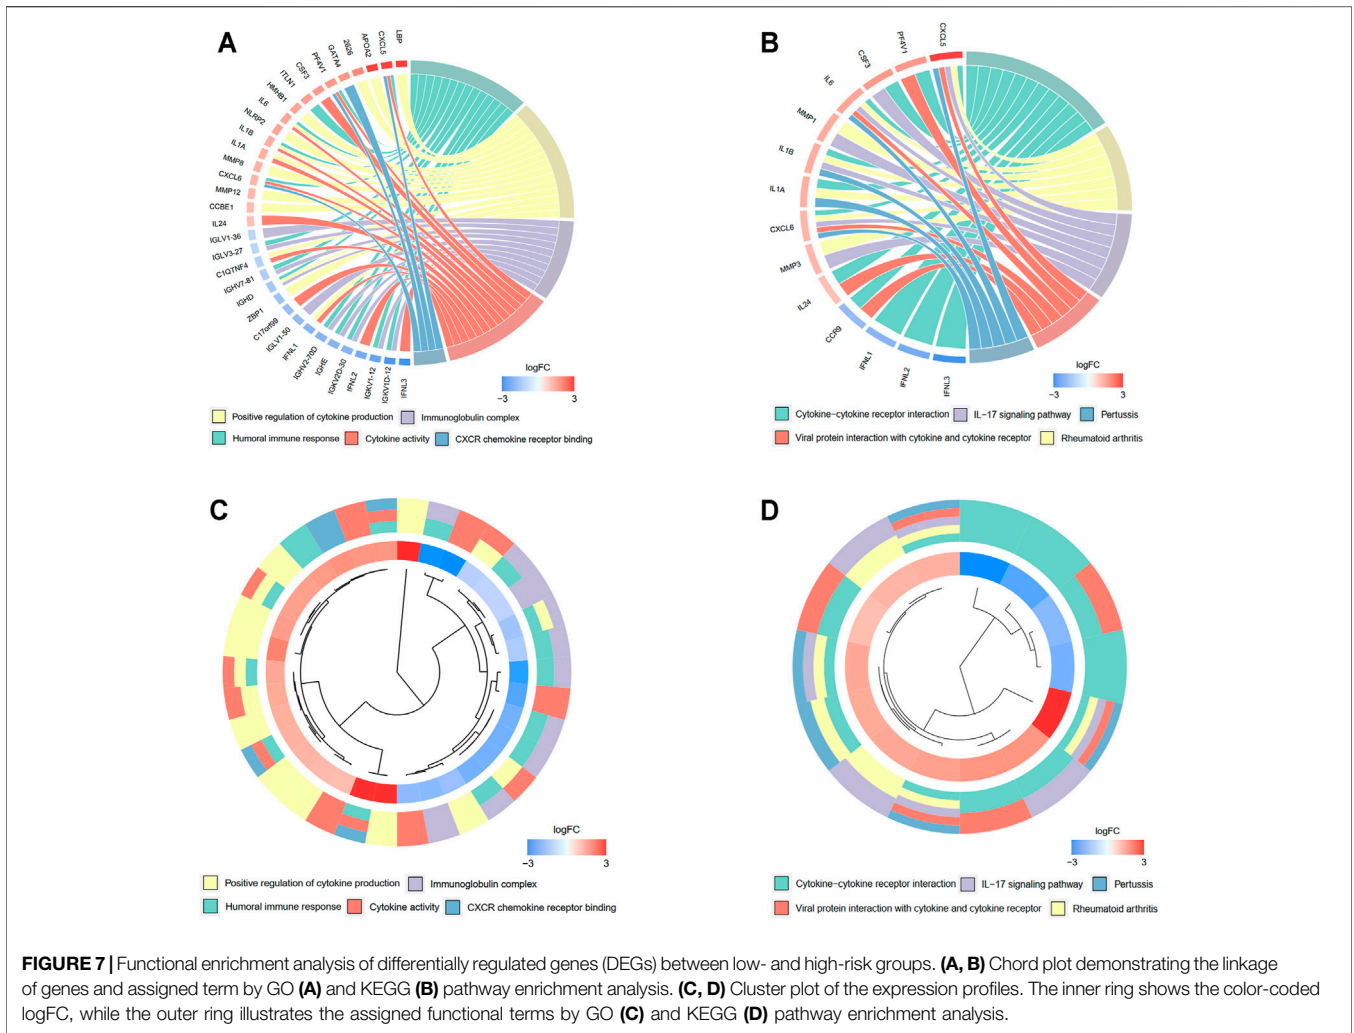 A
LBP
CXCL5
APOA2
2626
GATA4
PF4V1
CSF3
ITLN1
HMHB1
IL6
NLRP2
IL1B
IL1A
MMP8
CXCL6
MMP12
CCBE1
IL24
IGLV1-36
IGLV3-27
C1QTNF4
IGHV7-81
IGHD
ZBP1
C17orf99
IGLV1-50
IFNL1
IGHV2-70D
IGHE
IGKV2D-30
IFNL2
IGKV1-12
IGKV1D-12
IFNL3
logFC
−3 3
Positive regulation of cytokine production Immunoglobulin complex
Humoral immune response Cytokine activity CXCR chemokine receptor binding
B
CXCL5
PF4V1
CSF3
IL6
MMP1
IL1B
IL1A
CXCL6
MMP3
IL24
CCR9
IFNL1
IFNL2
IFNL3
logFC
−3 3
Cytokine−cytokine receptor interaction IL−17 signaling pathway Pertussis
Viral protein interaction with cytokine and cytokine receptor Rheumatoid arthritis
C
logFC
−3 3
Positive regulation of cytokine production Immunoglobulin complex
Humoral immune response Cytokine activity CXCR chemokine receptor binding
D
logFC
−3 3
Cytokine−cytokine receptor interaction IL−17 signaling pathway Pertussis
Viral protein interaction with cytokine and cytokine receptor Rheumatoid arthritis
FIGURE 7 | Functional enrichment analysis of differentially regulated genes (DEGs) between low- and high-risk groups. (A, B) Chord plot demonstrating the linkage
of genes and assigned term by GO (A) and KEGG (B) pathway enrichment analysis. (C, D) Cluster plot of the expression profiles. The inner ring shows the color-coded
logFC, while the outer ring illustrates the assigned functional terms by GO (C) and KEGG (D) pathway enrichment analysis.